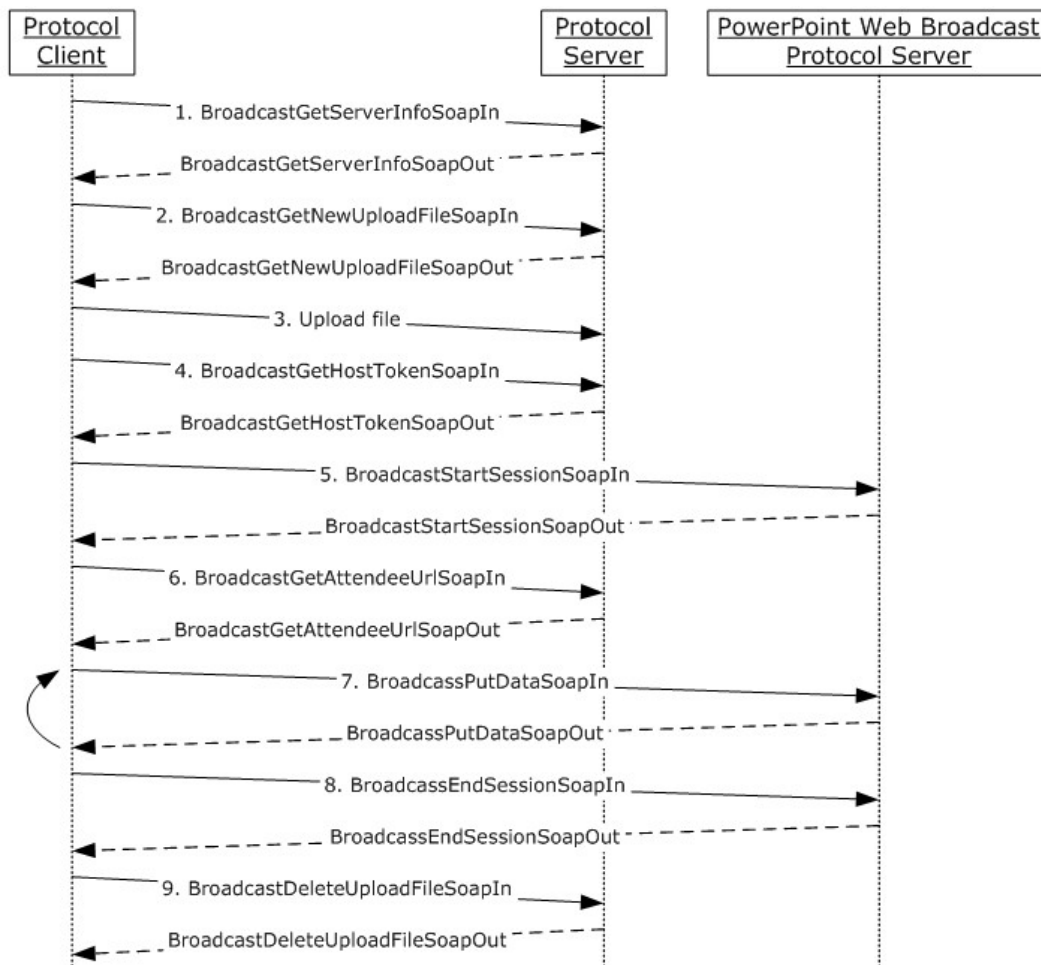 Protocol
Client
Protocol
Server
PowerPoint Web Broadcast
Protocol Server
1. BroadcastGetServerInfoSoapIn
BroadcastGetServerInfoSoapOut
2. BroadcastGetNewUploadFileSoapIn
BroadcastGetNewUploadFileSoapOut
3. Upload file
4. BroadcastGetHostTokenSoapIn
BroadcastGetHostTokenSoapOut
5. BroadcastStartSessionSoapIn
BroadcastStartSessionSoapOut
6. BroadcastGetAttendeeUrlSoapIn
BroadcastGetAttendeeUrlSoapOut
7. BroadcassPutDataSoapIn
BroadcassPutDataSoapOut
8. BroadcassEndSessionSoapIn
BroadcassEndSessionSoapOut
9. BroadcastDeleteUploadFileSoapIn
BroadcastDeleteUploadFileSoapOut